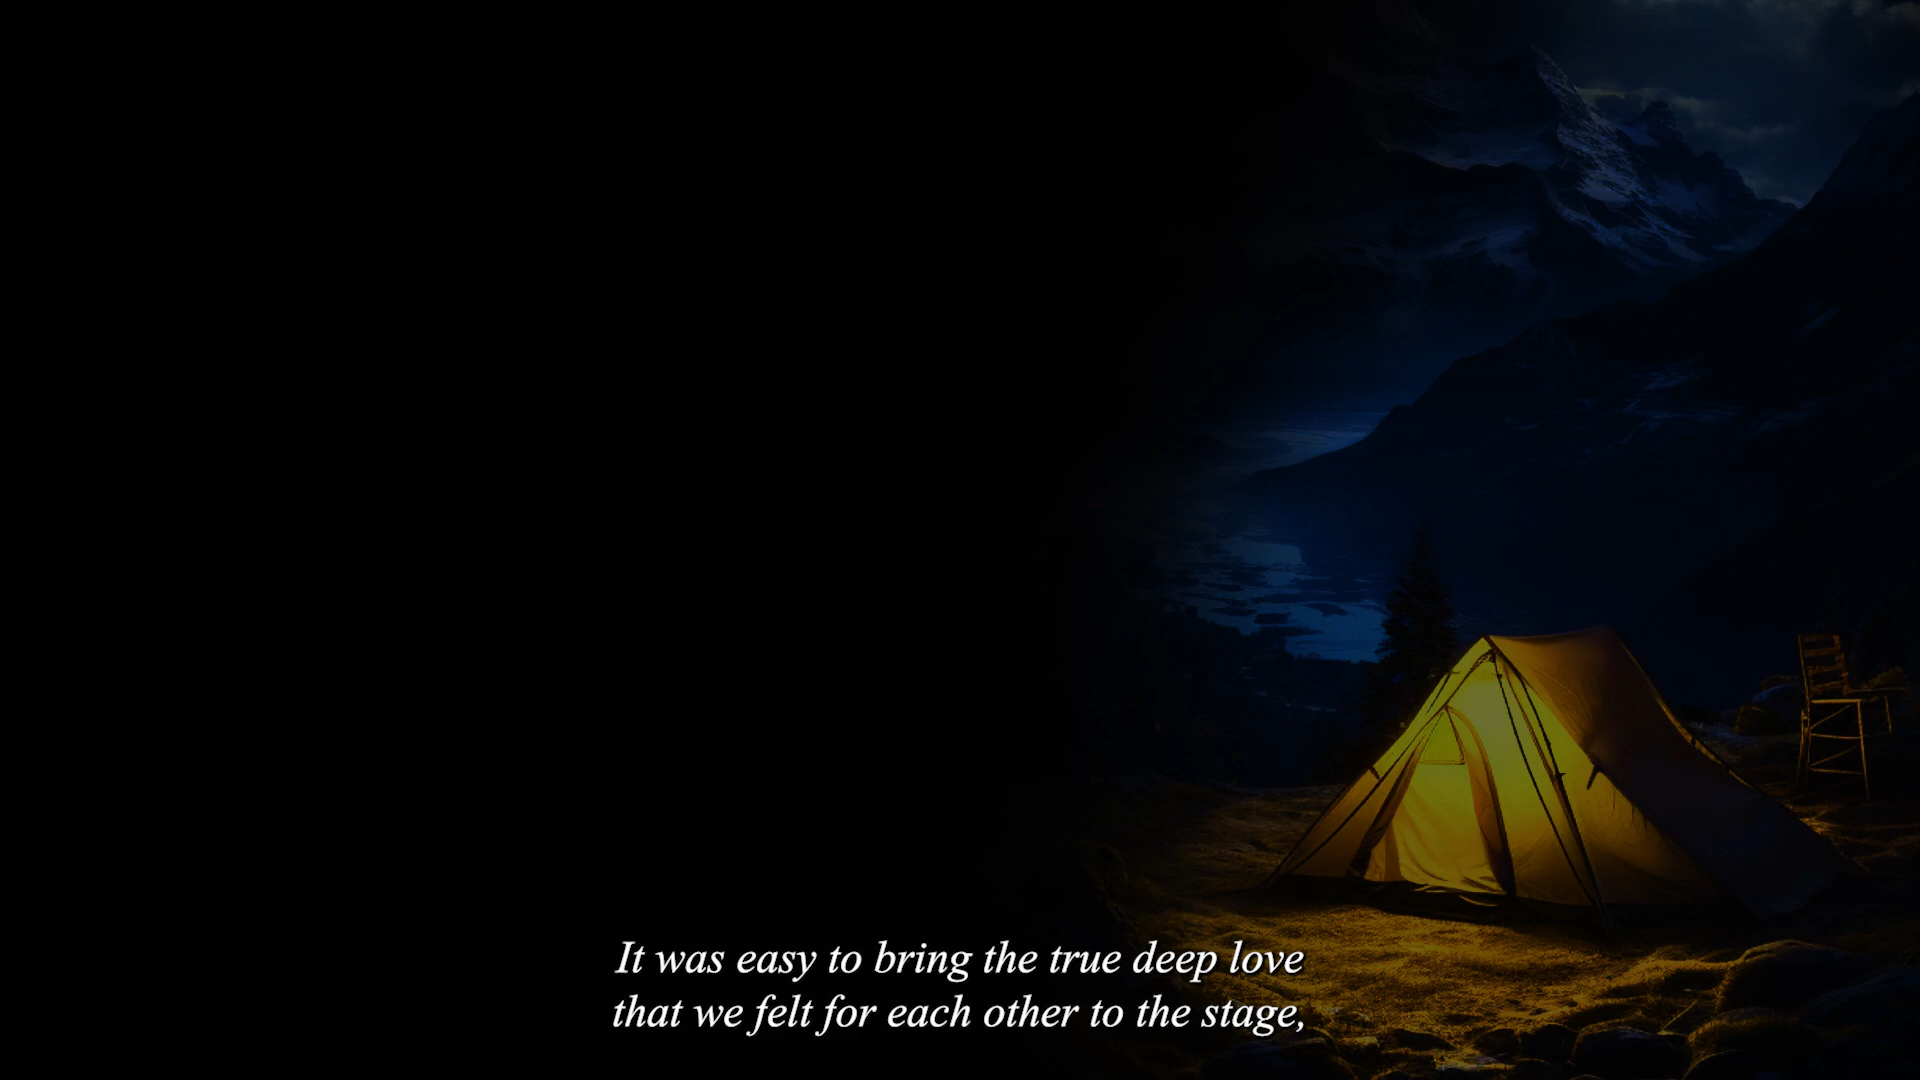 It was easy to bring the true deep love
that we felt for each other to the stage,